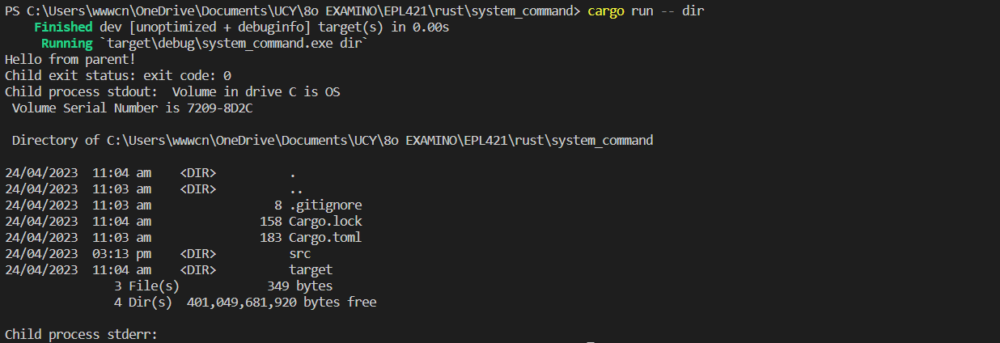 PS C:\Users\wwwcn\OneDrive\Documents\UCY\8o EXAMINO\EPL421\rust\system_command> cargo run -- dir
    Finished dev [unoptimized + debuginfo] target(s) in 0.00s
     Running `target\debug\system_command.exe dir`
Hello from parent!
Child exit status: exit code: 0
Child process stdout:  Volume in drive C is OS
 Volume Serial Number is 7209-8D2C

 Directory of C:\Users\wwwcn\OneDrive\Documents\UCY\8o EXAMINO\EPL421\rust\system_command

24/04/2023  11:04 am    <DIR>          .
24/04/2023  11:03 am    <DIR>          ..
24/04/2023  11:03 am                 8 .gitignore
24/04/2023  11:04 am               158 Cargo.lock
24/04/2023  11:03 am               183 Cargo.toml
24/04/2023  03:13 pm    <DIR>          src
24/04/2023  11:04 am    <DIR>          target
               3 File(s)            349 bytes
               4 Dir(s)  401,049,681,920 bytes free

Child process stderr: